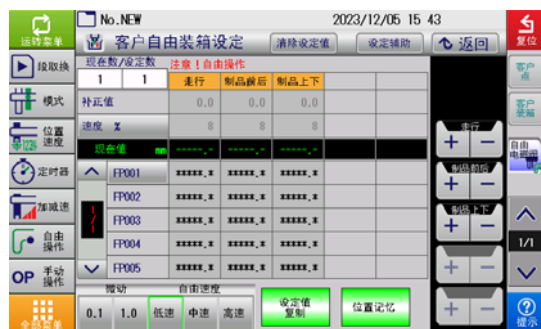 No.NEW 2023/12/05 15 43
运转菜单
客户自由装箱设定
清除设定值
设定辅助
返回
复位
段取换
现在数/设定数
注意！自由操作
1 1
走行 制品前后 制品上下
客户点
模式
补正值 0.0 0.0 0.0
客户装箱
位置速度
速度 % 8 8 8
走行
+ −
自由电磁阀
现在值 mm -----.- -----.- -----.-
定时器
FP001 *****.* *****.* *****.*
制品前后
+ −
FP002 *****.* *****.* *****.*
加减速
1/1
FP003 *****.* *****.* *****.*
制品上下
+ −
自由操作
FP004 *****.* *****.* *****.*
1/1
OP 手动操作
FP005 *****.* *****.* *****.*
+ −
微动 自由速度
0.1 1.0 低速 中速 高速
设定值复制
位置记忆
+ −
全部菜单
提示